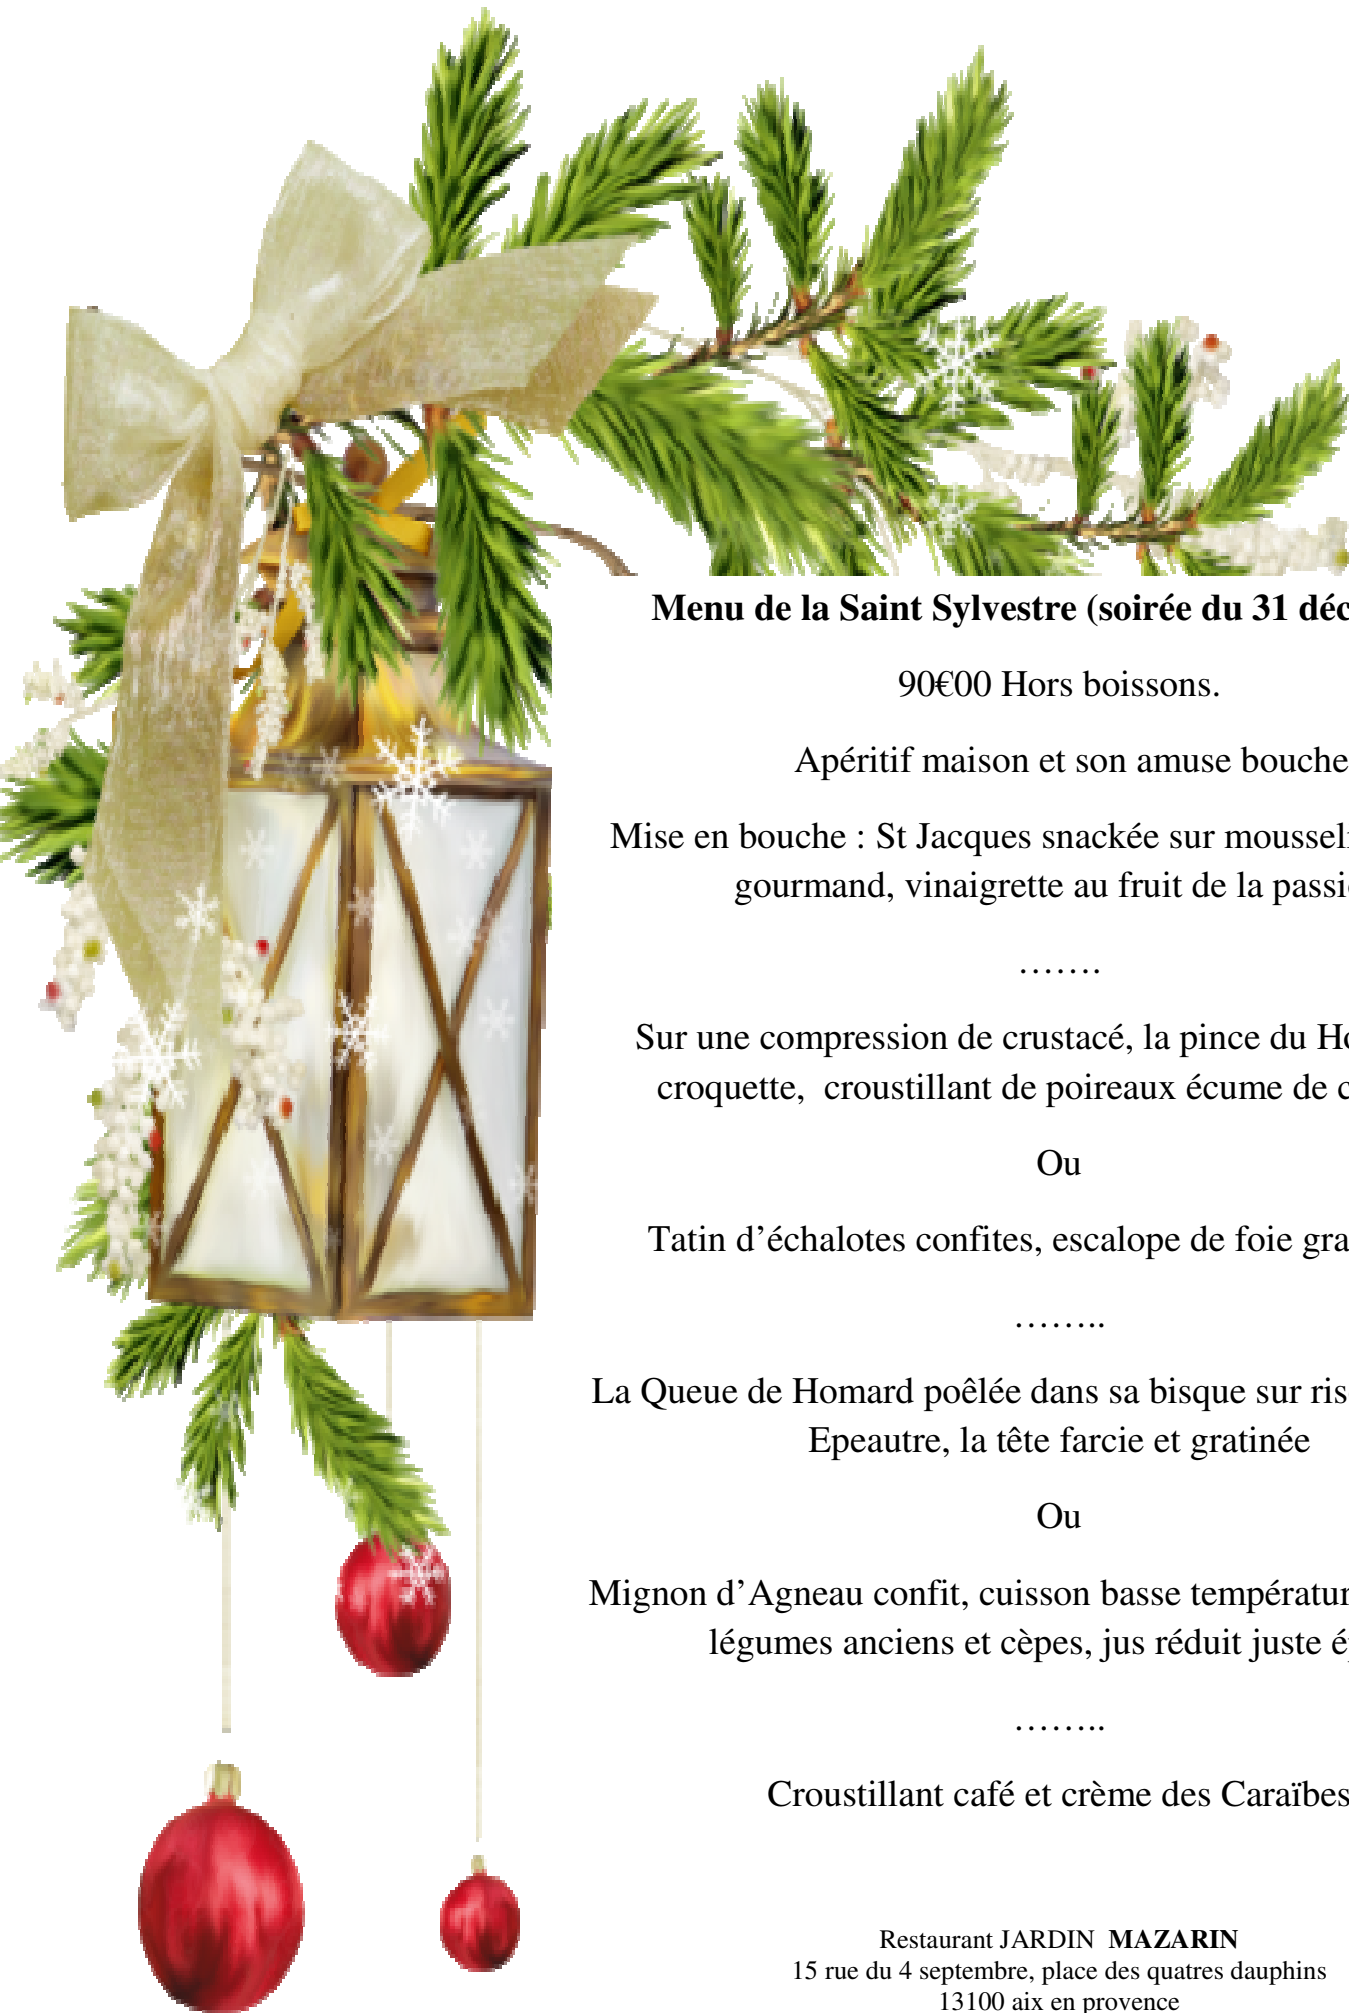 Menu de la Saint Sylvestre (soirée du 31 déc
90€00 Hors boissons.
Apéritif maison et son amuse bouche
Mise en bouche : St Jacques snackée sur mousseli
gourmand, vinaigrette au fruit de la passi
…….
Sur une compression de crustacé, la pince du Ho
croquette,  croustillant de poireaux écume de c
Ou
Tatin d’échalotes confites, escalope de foie gra
……..
La Queue de Homard poêlée dans sa bisque sur ris
Epeautre, la tête farcie et gratinée
Ou
Mignon d’Agneau confit, cuisson basse températur
légumes anciens et cèpes, jus réduit juste é
……..
Croustillant café et crème des Caraïbes
Restaurant JARDIN  MAZARIN
15 rue du 4 septembre, place des quatres dauphins
13100 aix en provence